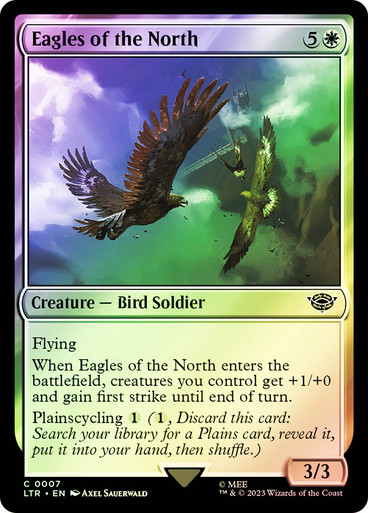 Eagles of the North 5
Creature — Bird Soldier
Flying
When Eagles of the North enters the
battlefield, creatures you control get +1/+0
and gain first strike until end of turn.
Plainscycling 1 (1, Discard this card:
Search your library for a Plains card, reveal it,
put it into your hand, then shuffle.)
3/3
C 0007
LTR • EN Axel Sauerwald
© MEE
™ & © 2023 Wizards of the Coast